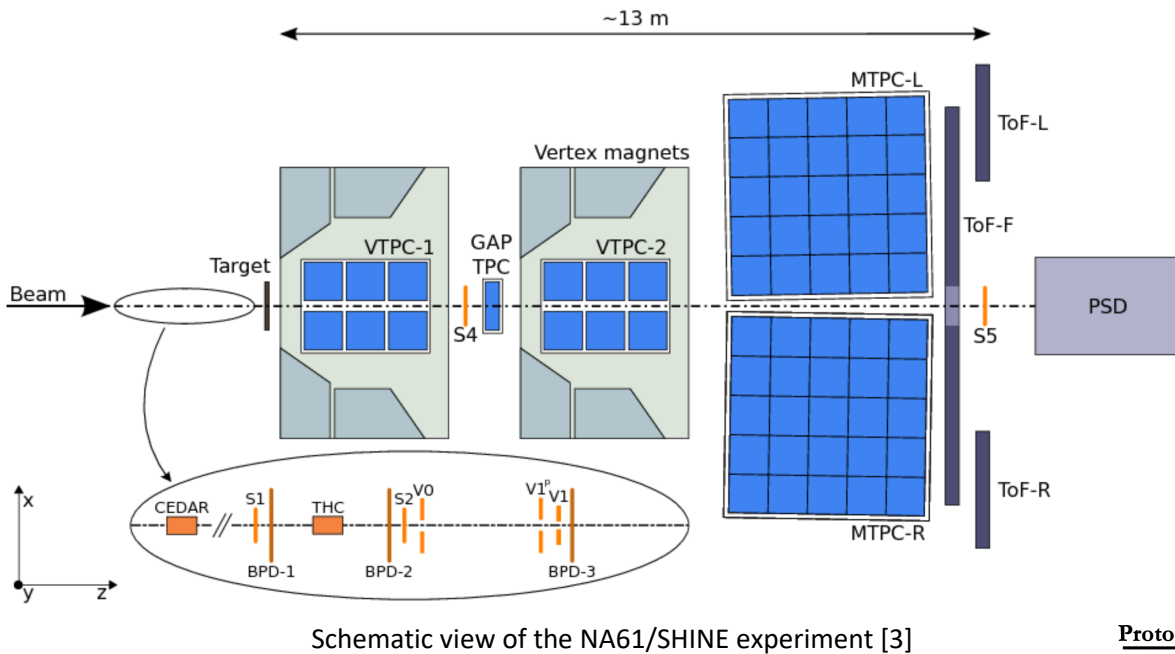 ~13 m
MTPC-L
ToF-L
Vertex magnets
ToF-F
VTPC-1
GAP
TPC
VTPC-2
Target
Beam
PSD
S4
S5
x
CEDAR
S1
THC
S2
V0
V1ᴾ
V1
ToF-R
MTPC-R
BPD-1
BPD-2
BPD-3
y
z
Schematic view of the NA61/SHINE experiment [3]
Proto